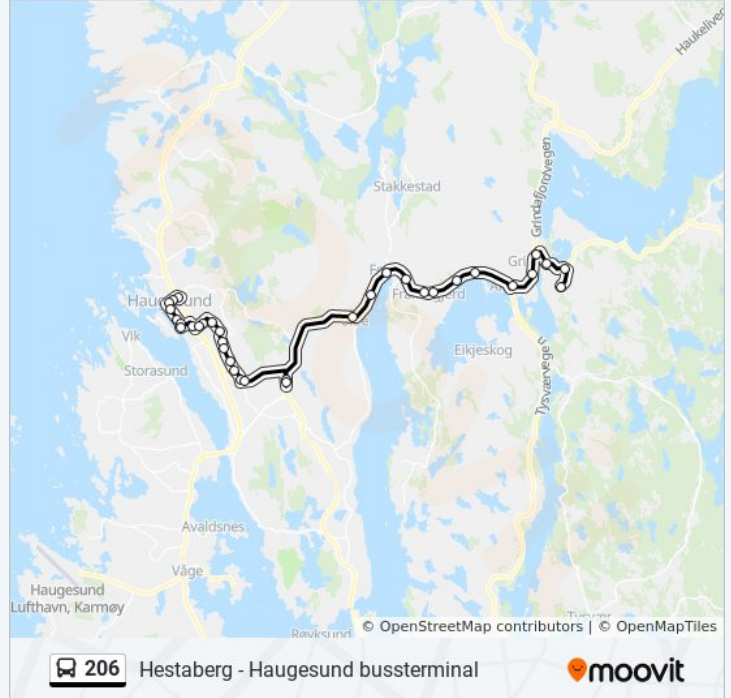 Haukeliveg
Grindafjordvegen
Stakkestad
Haugesund
Vik
Storasund
Eikjeskog
Avaldsnes
Våge
Haugesund
Lufthavn, Karmøy
Røyksund
© OpenStreetMap contributors | © OpenMapTiles
206 Hestaberg - Haugesund bussterminal moovit